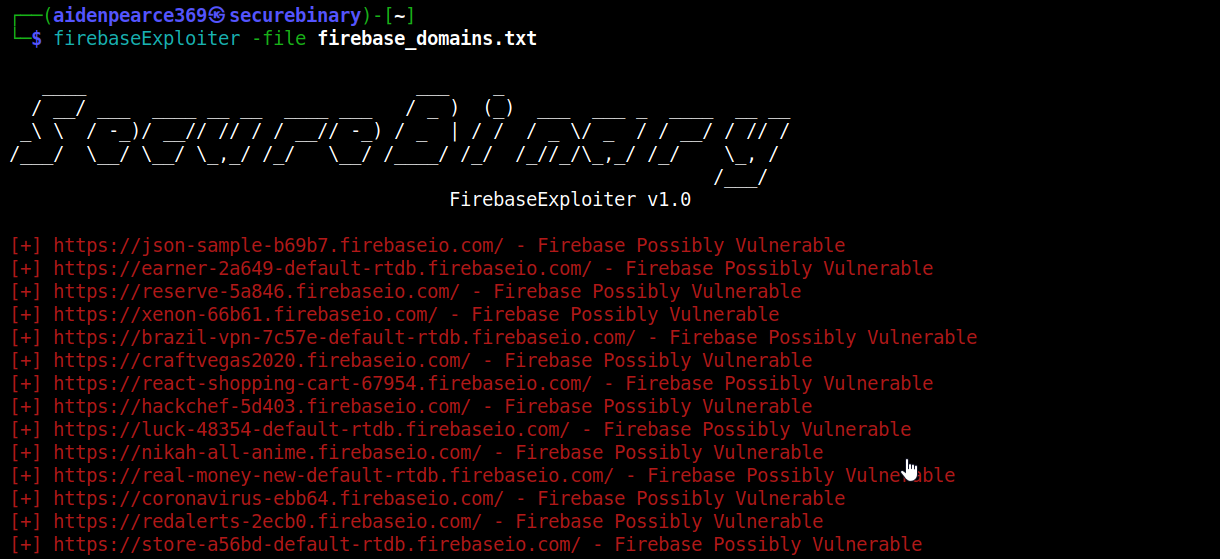 (aidenpearce369㉿securebinary)-[~]
$ firebaseExploiter -file firebase_domains.txt
SecureBinary
FirebaseExploiter v1.0
[+] https://json-sample-b69b7.firebaseio.com/ - Firebase Possibly Vulnerable
[+] https://earner-2a649-default-rtdb.firebaseio.com/ - Firebase Possibly Vulnerable
[+] https://reserve-5a846.firebaseio.com/ - Firebase Possibly Vulnerable
[+] https://xenon-66b61.firebaseio.com/ - Firebase Possibly Vulnerable
[+] https://brazil-vpn-7c57e-default-rtdb.firebaseio.com/ - Firebase Possibly Vulnerable
[+] https://craftvegas2020.firebaseio.com/ - Firebase Possibly Vulnerable
[+] https://react-shopping-cart-67954.firebaseio.com/ - Firebase Possibly Vulnerable
[+] https://hackchef-5d403.firebaseio.com/ - Firebase Possibly Vulnerable
[+] https://luck-48354-default-rtdb.firebaseio.com/ - Firebase Possibly Vulnerable
[+] https://nikah-all-anime.firebaseio.com/ - Firebase Possibly Vulnerable
[+] https://real-money-new-default-rtdb.firebaseio.com/ - Firebase Possibly Vulnerable
[+] https://coronavirus-ebb64.firebaseio.com/ - Firebase Possibly Vulnerable
[+] https://redalerts-2ecb0.firebaseio.com/ - Firebase Possibly Vulnerable
[+] https://store-a56bd-default-rtdb.firebaseio.com/ - Firebase Possibly Vulnerable